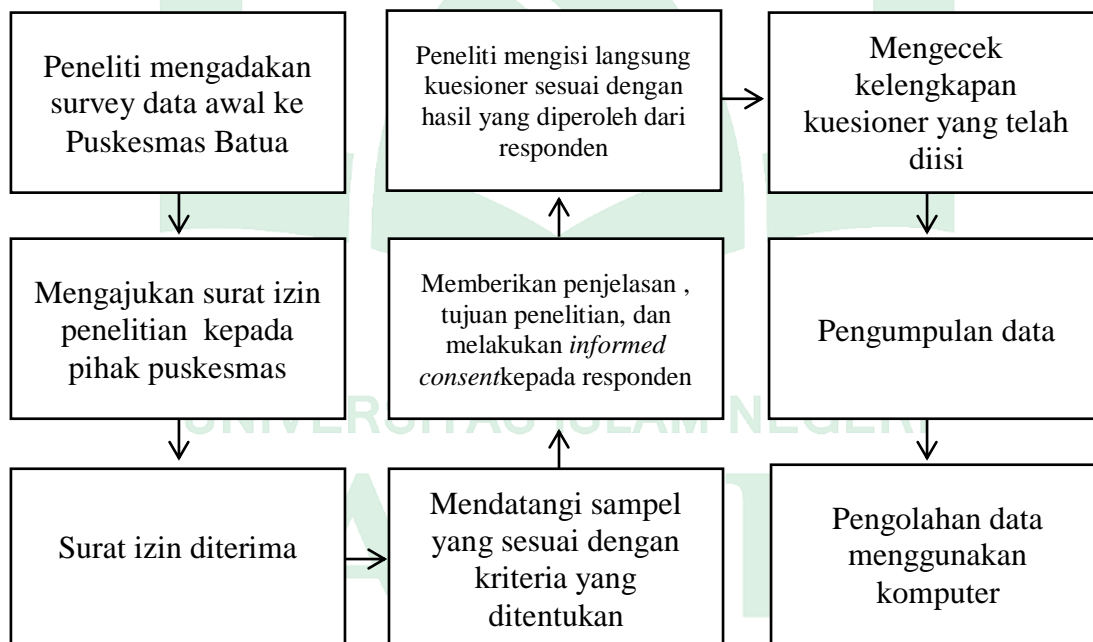 Peneliti mengadakan
survey data awal ke
Puskesmas Batua
Mengajukan surat izin
penelitian kepada
pihak puskesmas
Surat izin diterima
Mendatangi sampel
yang sesuai dengan
kriteria yang
ditentukan
Memberikan penjelasan ,
tujuan penelitian, dan
melakukan informed
consentkepada responden
Peneliti mengisi langsung
kuesioner sesuai dengan
hasil yang diperoleh dari
responden
Mengecek
kelengkapan
kuesioner yang telah
diisi
Pengumpulan data
Pengolahan data
menggunakan
komputer
UNIVERSITAS ISLAM NEGERI